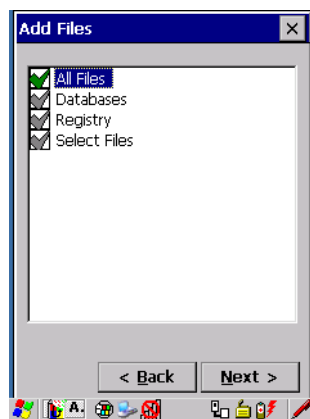 Add Files
All Files
Databases
Registry
Select Files
< Back
Next >
A.